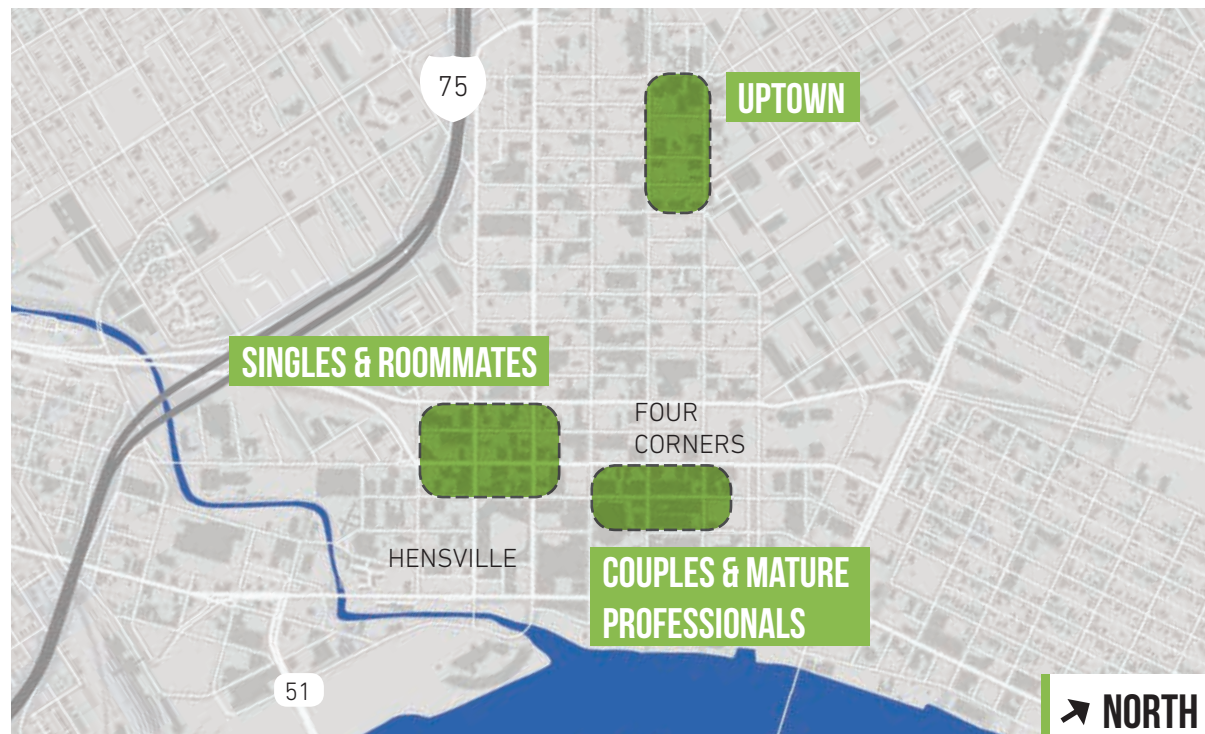 75
UPTOWN
SINGLES & ROOMMATES
FOUR
CORNERS
HENSVILLE
COUPLES & MATURE
PROFESSIONALS
51
NORTH